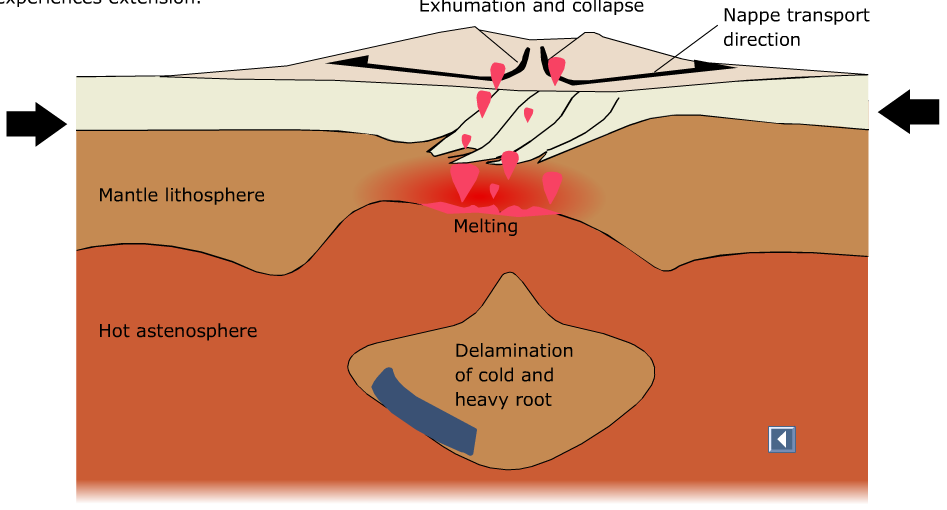 experiences extension.
Exhumation and collapse
Nappe transport
direction
Mantle lithosphere
Melting
Hot astenosphere
Delamination
of cold and
heavy root